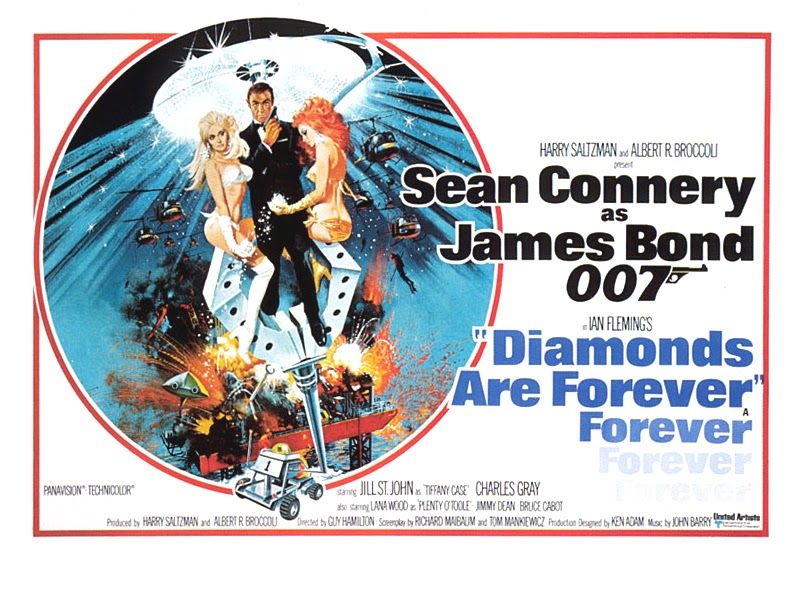 HARRY SALTZMAN and ALBERT R. BROCCOLI
present
Sean Connery
as
James Bond
007
in IAN FLEMING'S
"Diamonds
Are Forever"
A
Forever
Forever
Forever
PANAVISION® TECHNICOLOR®
starring JILL ST. JOHN as "TIFFANY CASE" CHARLES GRAY
also starring LANA WOOD as "PLENTY O'TOOLE" JIMMY DEAN BRUCE CABOT
Produced by HARRY SALTZMAN and ALBERT R. BROCCOLI Directed by GUY HAMILTON Screenplay by RICHARD MAIBAUM and TOM MANKIEWICZ Production Designed by KEN ADAM Music by JOHN BARRY
United Artists
1